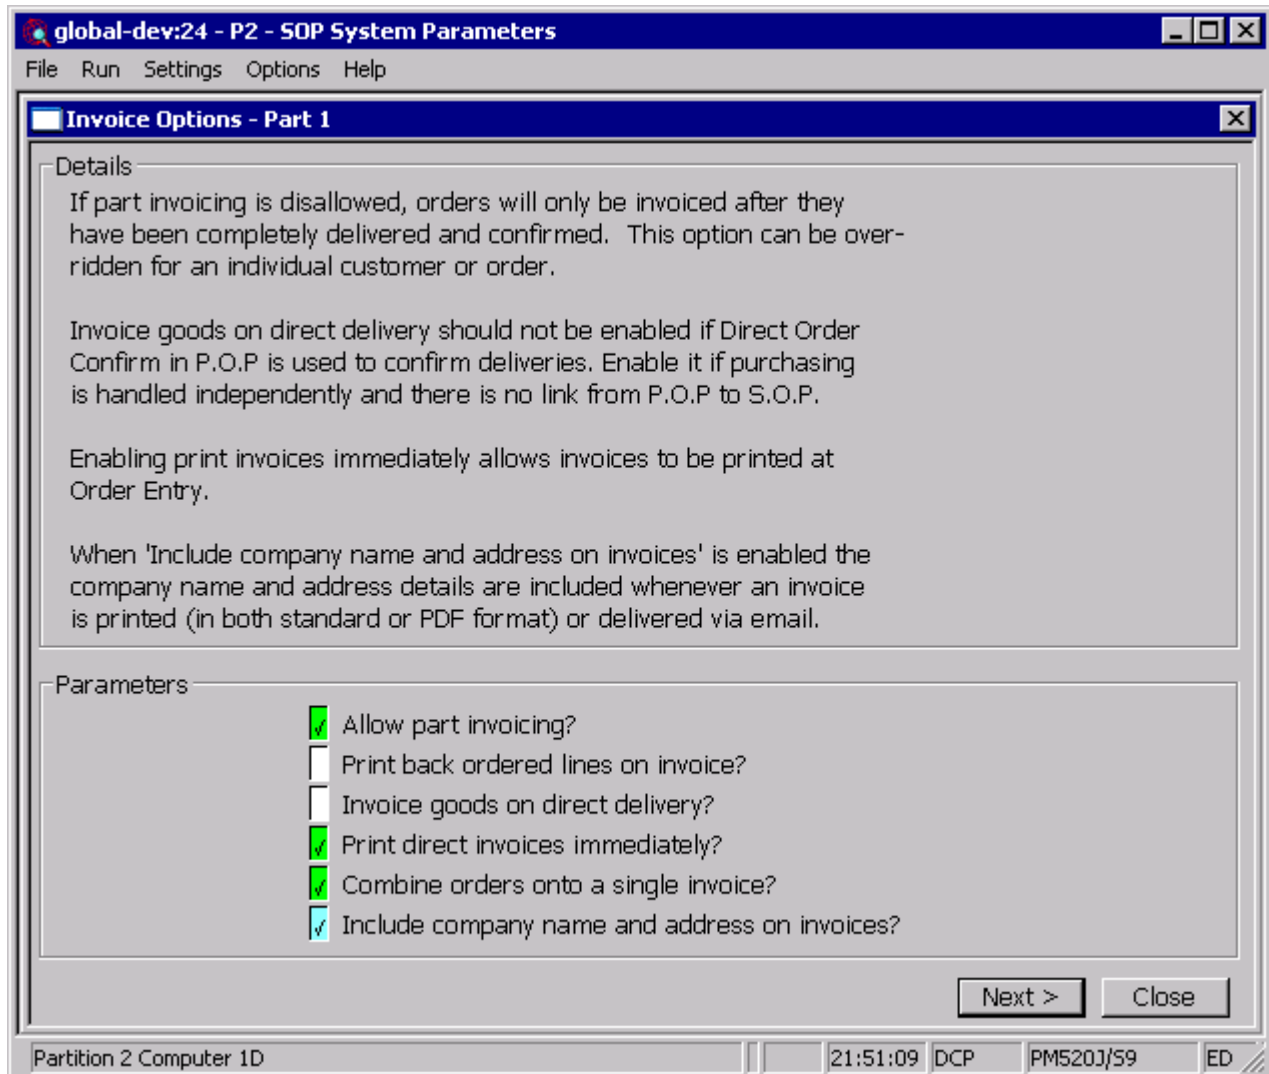 global-dev:24 - P2 - SOP System Parameters
File Run Settings Options Help
Invoice Options - Part 1
Details
If part invoicing is disallowed, orders will only be invoiced after they
have been completely delivered and confirmed.  This option can be over-
ridden for an individual customer or order.
Invoice goods on direct delivery should not be enabled if Direct Order
Confirm in P.O.P is used to confirm deliveries. Enable it if purchasing
is handled independently and there is no link from P.O.P to S.O.P.
Enabling print invoices immediately allows invoices to be printed at
Order Entry.
When 'Include company name and address on invoices' is enabled the
company name and address details are included whenever an invoice
is printed (in both standard or PDF format) or delivered via email.
Parameters
Allow part invoicing?
Print back ordered lines on invoice?
Invoice goods on direct delivery?
Print direct invoices immediately?
Combine orders onto a single invoice?
Include company name and address on invoices?
Next > Close
Partition 2 Computer 1D 21:51:09 DCP PM520J/S9 ED